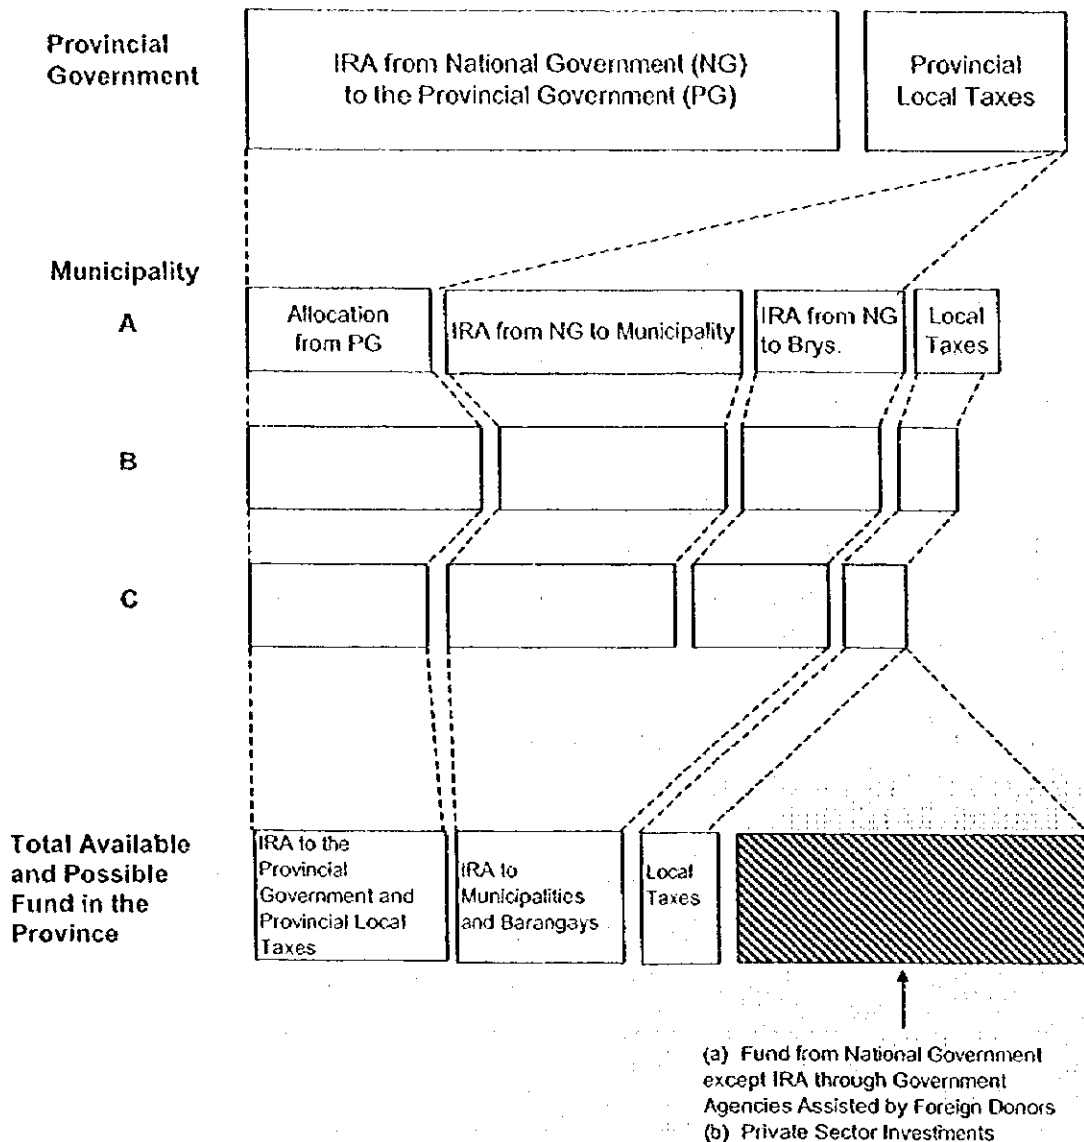 Provincial
Government
IRA from National Government (NG)
to the Provincial Government (PG)
Provincial
Local Taxes
Municipality
A
Allocation
from PG
IRA from NG to Municipality
IRA from NG
to Brys.
Local
Taxes
B
C
Total Available
and Possible
Fund in the
Province
IRA to the
Provincial
Government and
Provincial Local
Taxes
IRA to
Municipalities
and Barangays
Local
Taxes
(a) Fund from National Government
except IRA through Government
Agencies Assisted by Foreign Donors
(b) Private Sector Investments